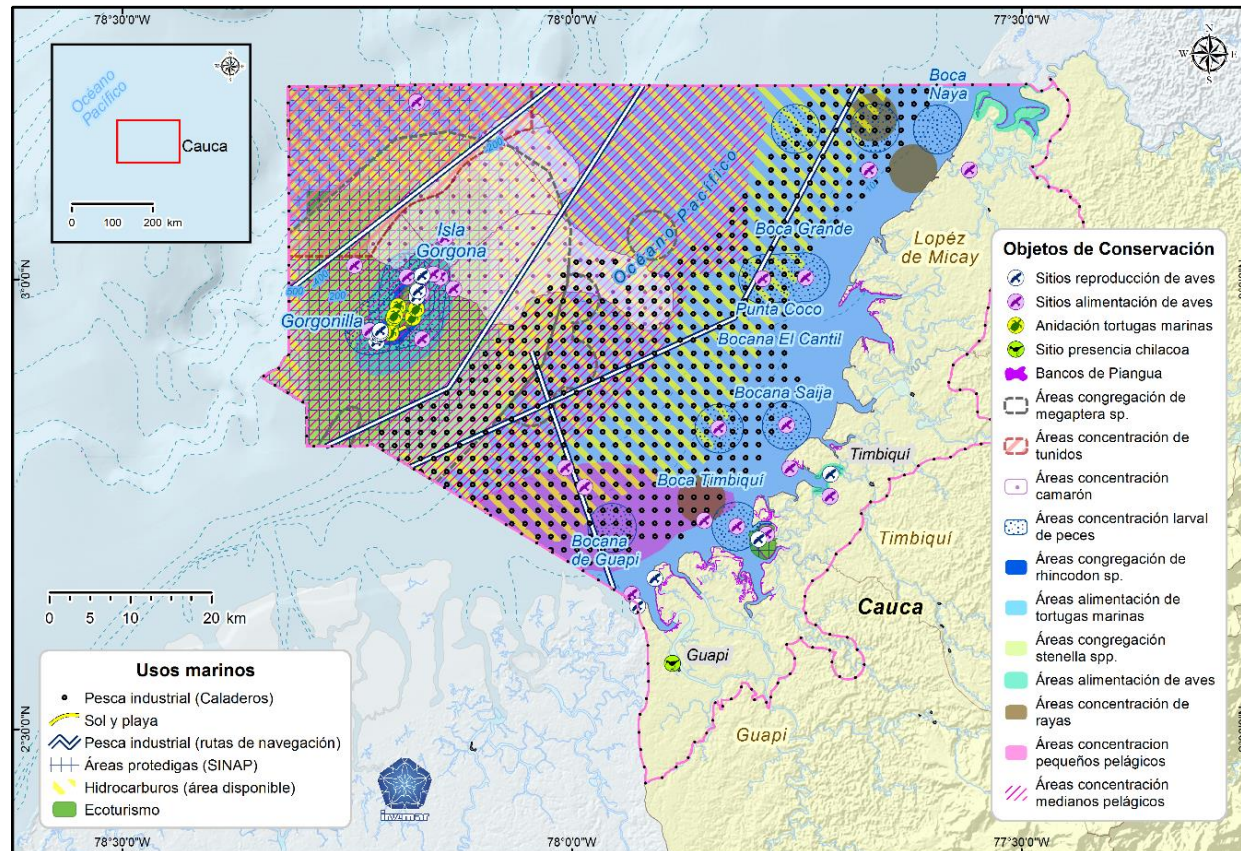 78°30'0"W
78°0'0"W
77°30'0"W
Océano
Pacífico
Cauca
0 100 200 km
N
W E
S
Boca
Naya
200
Océano Pacífico
Isla
Gorgona
Boca Grande
Lopéz
de Micay
3°0'0"N
400
200
Gorgonilla
Punta Coco
Bocana El Cantil
Bocana Saija
Timbiquí
Boca Timbiquí
Bocana
de Guapi
Timbiquí
Cauca
Guapi
Guapi
0 5 10 20 km
2°30'0"N
Usos marinos
Pesca industrial (Caladeros)
Sol y playa
Pesca industrial (rutas de navegación)
Áreas protedigas (SINAP)
Hidrocarburos (área disponible)
Ecoturismo
invemar
Objetos de Conservación
Sitios reproducción de aves
Sitios alimentación de aves
Anidación tortugas marinas
Sitio presencia chilacoa
Bancos de Piangua
Áreas congregación de
megaptera sp.
Áreas concentración de
tunidos
Áreas concentración
camarón
Áreas concentración larval
de peces
Áreas congregación de
rhincodon sp.
Áreas alimentación de
tortugas marinas
Áreas congregación
stenella spp.
Áreas alimentación de aves
Áreas concentración de
rayas
Áreas concentracion
pequeños pelágicos
Áreas concentración
medianos pelágicos
78°30'0"W
78°0'0"W
77°30'0"W